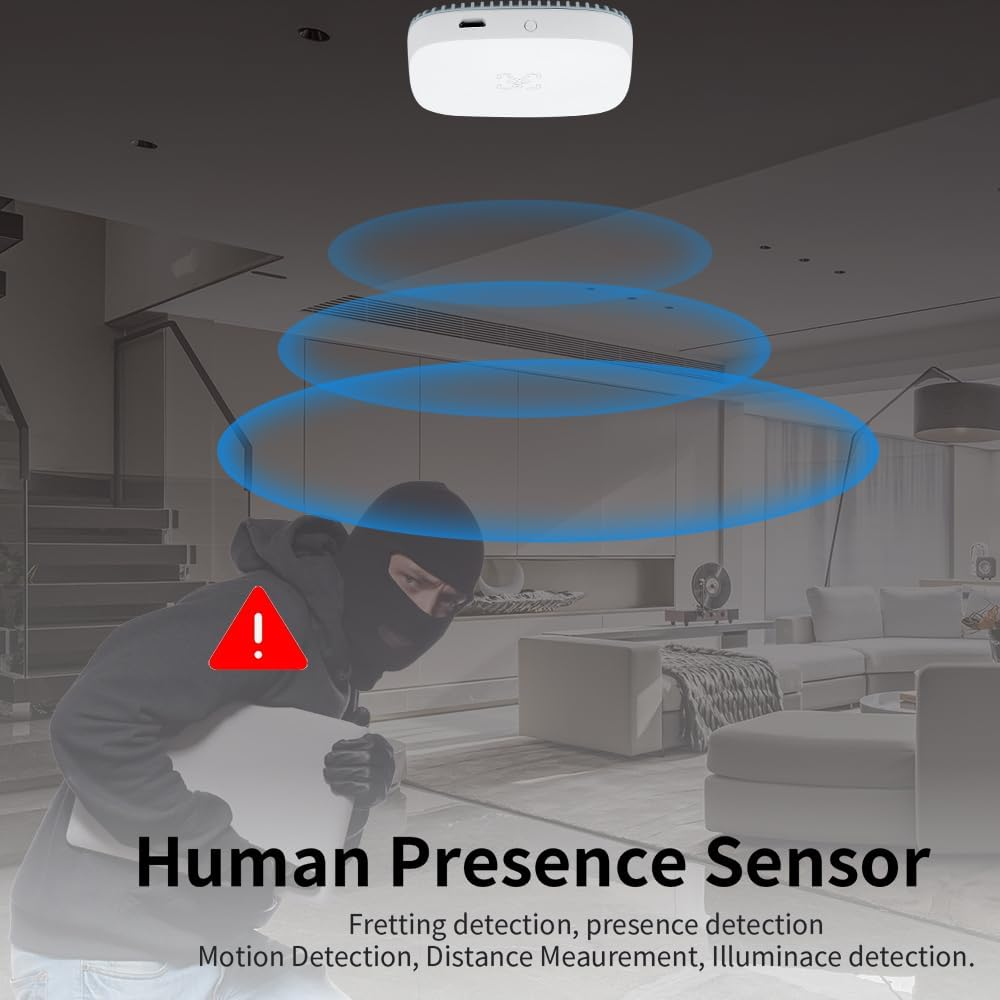 Human Presence Sensor
Fretting detection, presence detection
Motion Detection, Distance Meaurement, Illuminace detection.